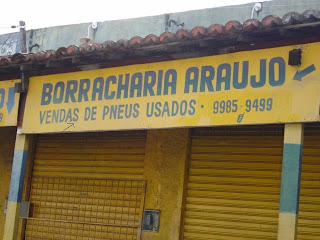 BORRACHARIA ARAUJO
VENDAS DE PNEUS USADOS · 9985-9499